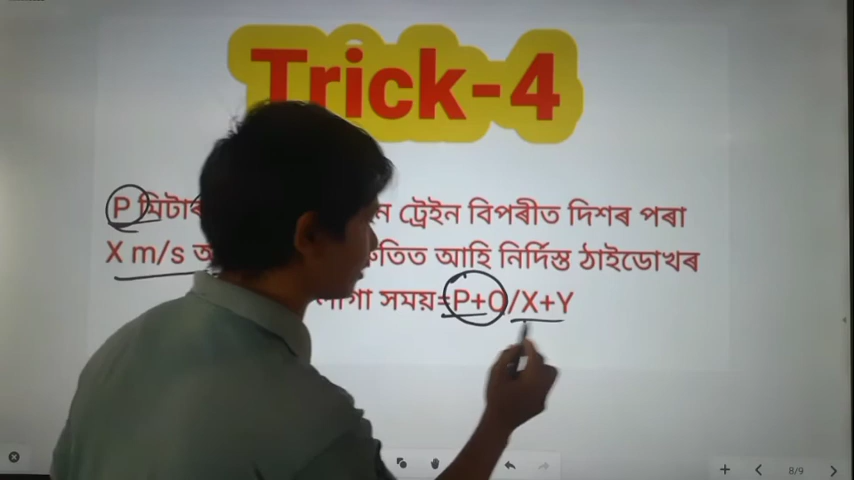 Trick-4
P মিটাৰ ট্ৰেইন বিপৰীত দিশৰ পৰা
X m/s আহি নিৰ্দিস্ত ঠাইডোখৰ
লাগা সময়=P+Q/X+Y
8/9